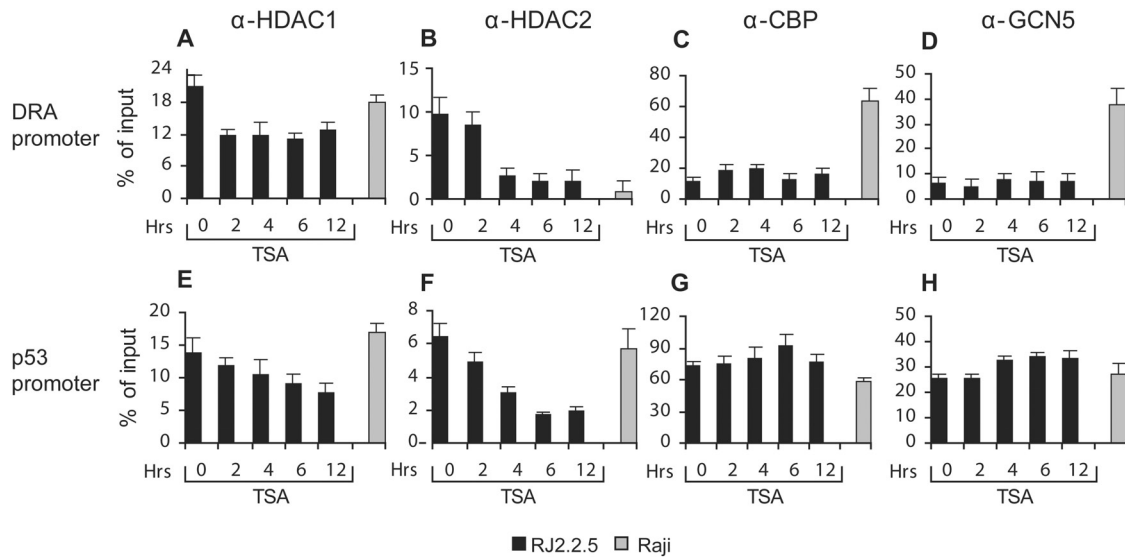 α-HDAC1 α-HDAC2 α-CBP α-GCN5
A B C D
DRA
promoter
% of input
24
18
12
6
0
15
10
5
0
80
60
40
20
0
50
40
30
20
10
0
Hrs 0 2 4 6 12 0 2 4 6 12 0 2 4 6 12 0 2 4 6 12
TSA TSA TSA TSA
E F G H
p53
promoter
% of input
20
15
10
5
0
8
6
4
2
0
120
90
60
30
0
50
40
30
20
10
0
Hrs 0 2 4 6 12 Hrs 0 2 4 6 12 0 2 4 6 12 0 2 4 6 12
TSA TSA TSA TSA
RJ2.2.5 Raji